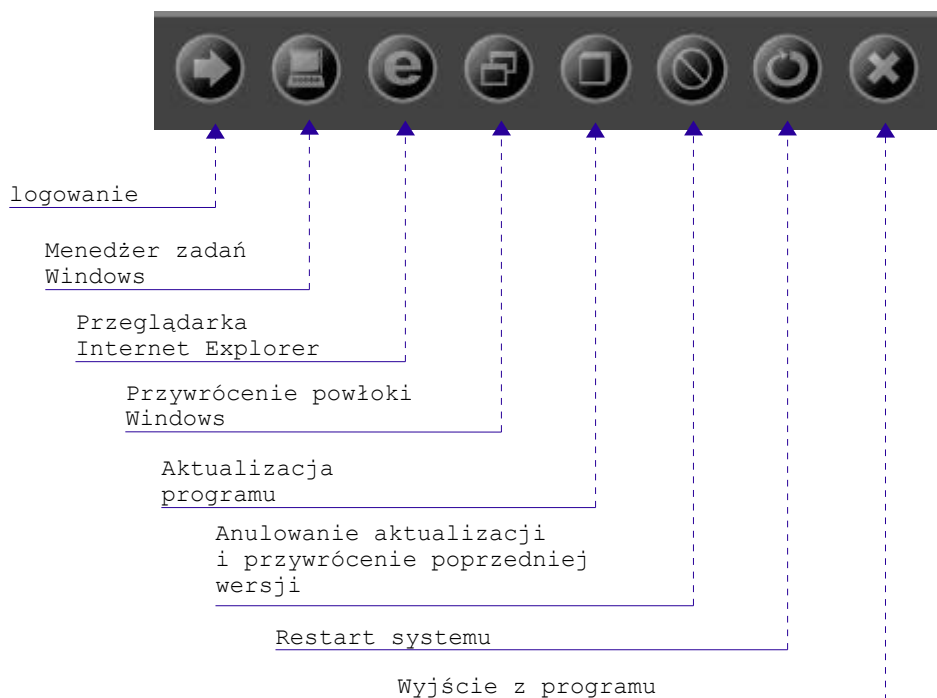 logowanie
Menedżer zadań
Windows
Przeglądarka
Internet Explorer
Przywrócenie powłoki
Windows
Aktualizacja
programu
Anulowanie aktualizacji
i przywrócenie poprzedniej
wersji
Restart systemu
Wyjście z programu